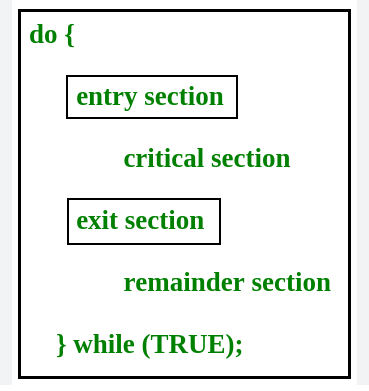 do {
entry section
critical section
exit section
remainder section
} while (TRUE);